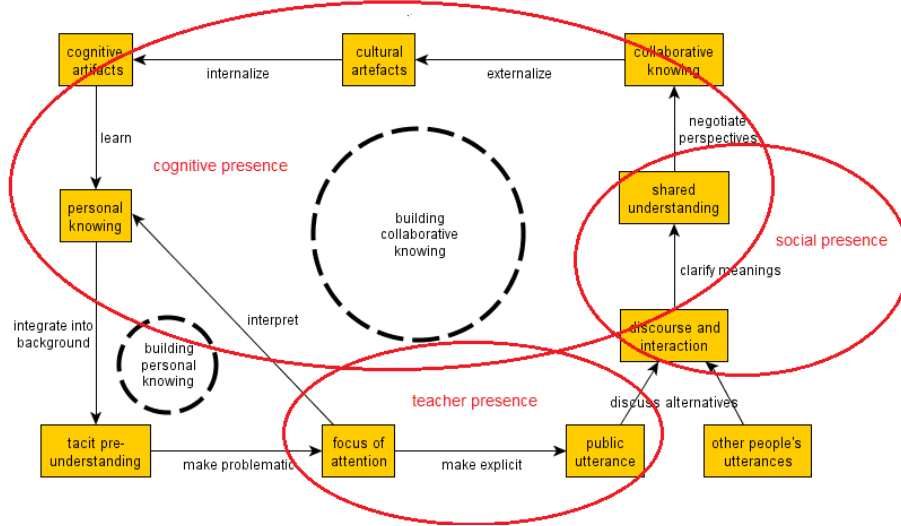 cognitive
artifacts
internalize
cultural
artefacts
externalize
collaborative
knowing
learn
negotiate
perspectives
cognitive presence
personal
knowing
building
collaborative
knowing
shared
understanding
social presence
clarify meanings
integrate into
background
interpret
building
personal
knowing
discourse and
interaction
teacher presence
discuss alternatives
tacit pre-
understanding
make problematic
focus of
attention
make explicit
public
utterance
other people's
utterances